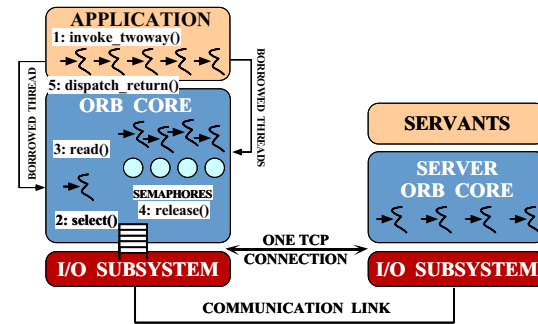 APPLICATION
1: invoke_twoway()
5: dispatch_return()
BORROWED THREAD
BORROWED THREADS
ORB CORE
3: read()
SEMAPHORES
4: release()
2: select()
I/O SUBSYSTEM
ONE TCP
CONNECTION
SERVANTS
SERVER
ORB CORE
I/O SUBSYSTEM
COMMUNICATION LINK